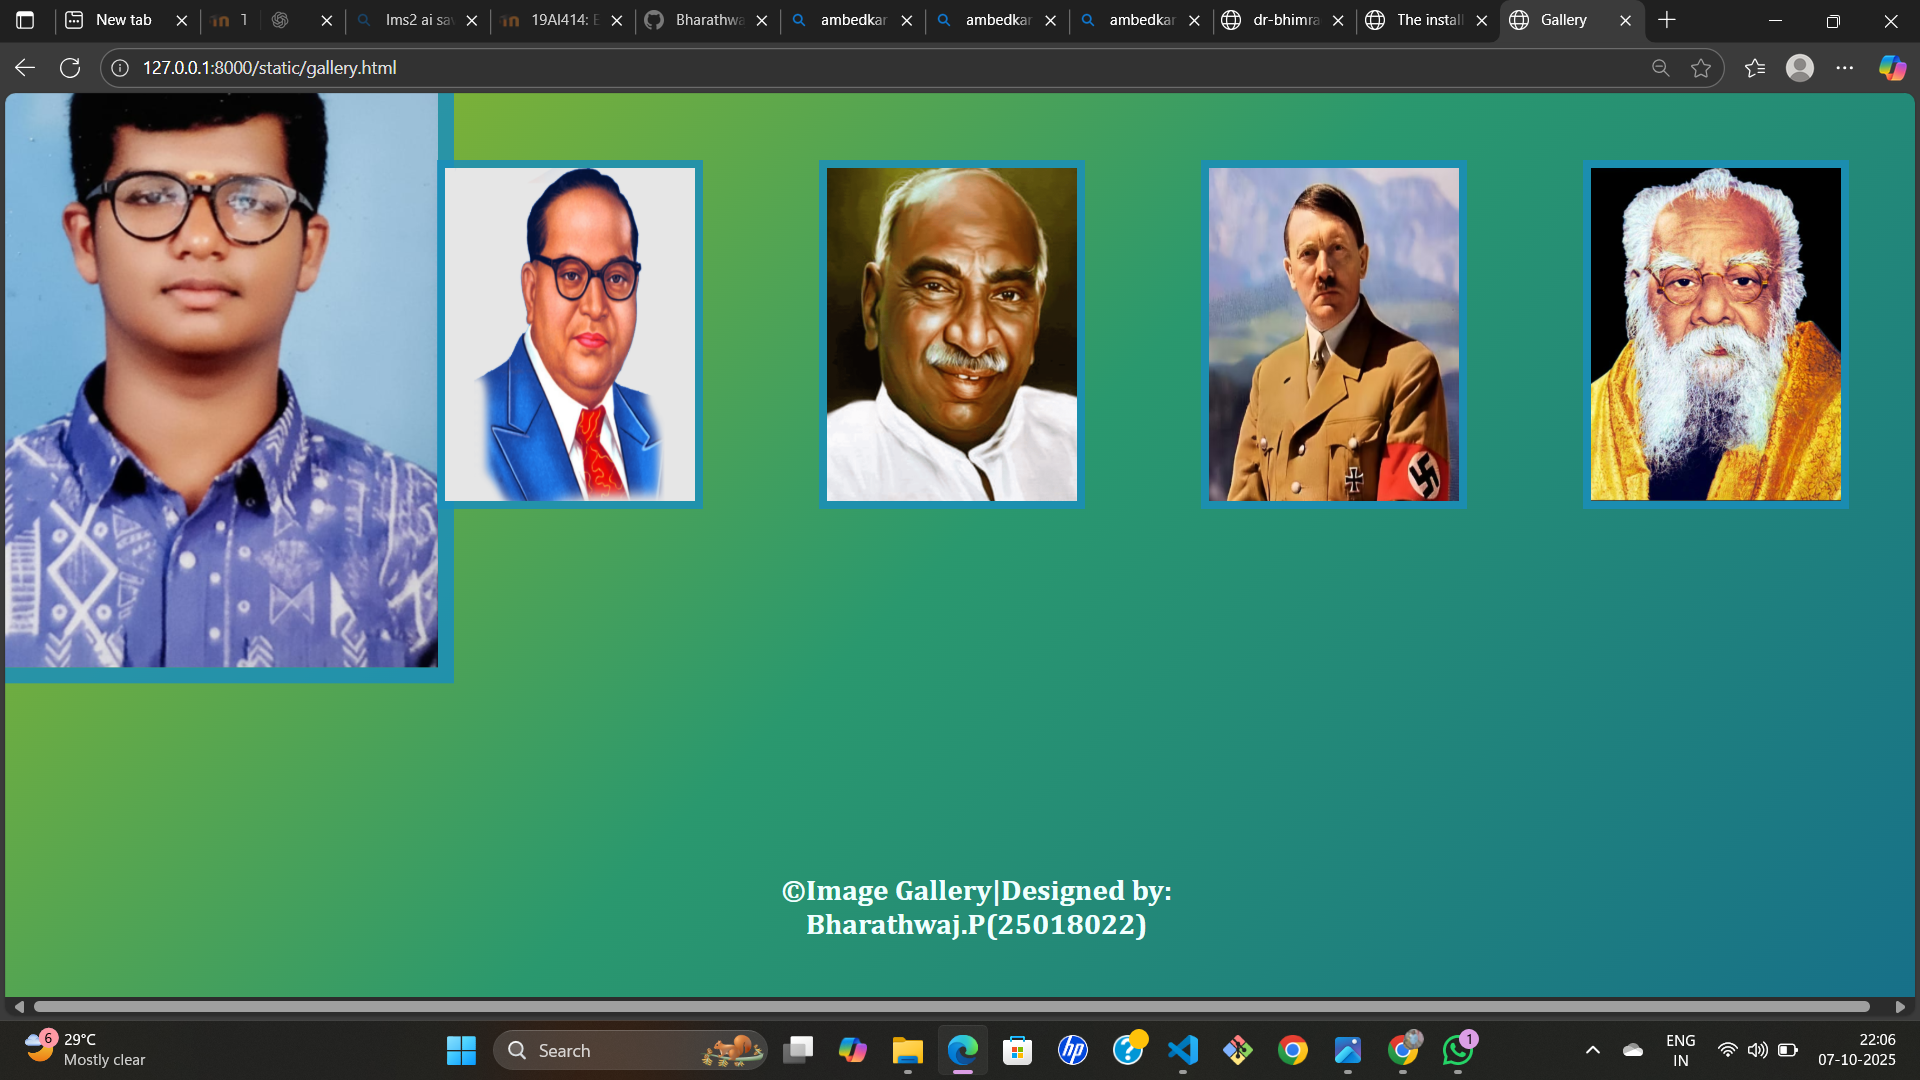 New tab
T
lms2 ai sav
19AI414: E
Bharathwa
ambedkar
ambedkar
ambedkar
dr-bhimra
The install
Gallery
127.0.0.1:8000/static/gallery.html
©Image Gallery|Designed by:
Bharathwaj.P(25018022)
6
29°C
Mostly clear
Search
hp
1
ENG
IN
22:06
07-10-2025